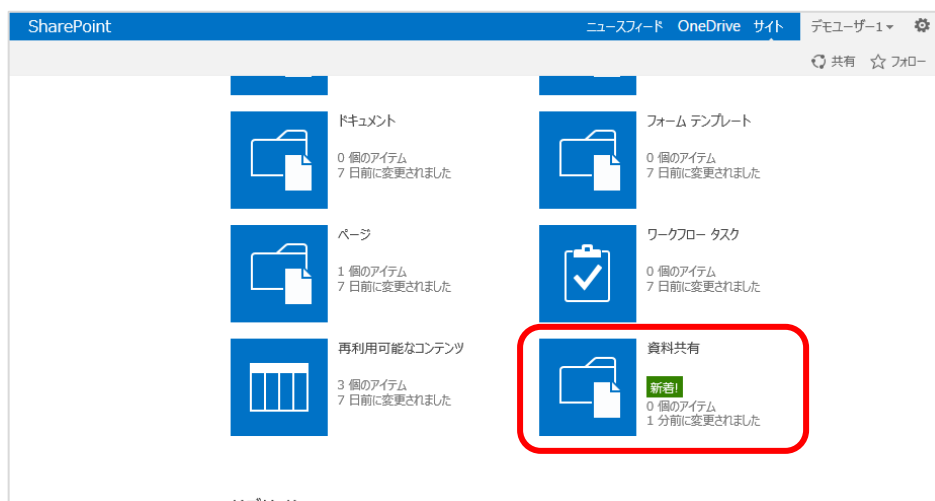 SharePoint ニュースフィード OneDrive サイト デモユーザー1
共有 フォロー
ドキュメント
0 個のアイテム
7 日前に変更されました
フォーム テンプレート
0 個のアイテム
7 日前に変更されました
ページ
1 個のアイテム
7 日前に変更されました
ワークフロー タスク
0 個のアイテム
7 日前に変更されました
再利用可能なコンテンツ
3 個のアイテム
7 日前に変更されました
資料共有
新着!
0 個のアイテム
1 分前に変更されました